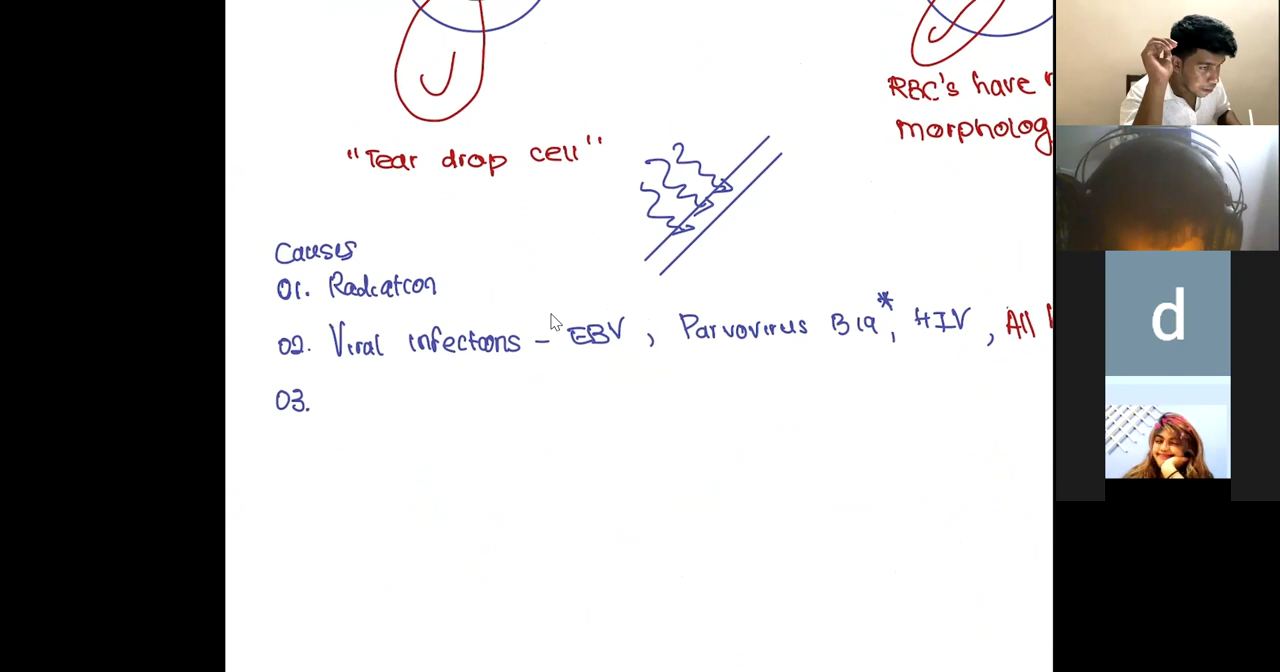 RBC's have
morpholog
"Tear drop cell"
Causes
01. Radiation
02. Viral infections - EBV, Parvovirus B19*, HIV, All
03.
d